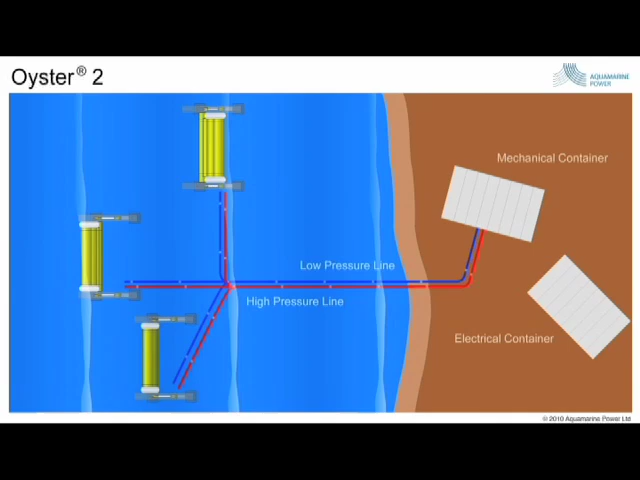 Oyster® 2
AQUAMARINE
POWER
Mechanical Container
Low Pressure Line
High Pressure Line
Electrical Container
© 2010 Aquamarine Power Ltd